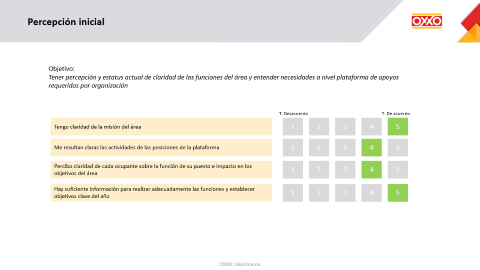 Percepción inicial
OXXO
Objetivo:
Tener percepción y estatus actual de claridad de las funciones del área y entender necesidades a nivel plataforma de apoyos
requeridos por organización
T. Desacuerdo
T. De acuerdo
Tengo claridad de la misión del área
1 2 3 4 5
Me resultan claras las actividades de las posiciones de la plataforma
1 2 3 4 5
Percibo claridad de cada ocupante sobre la función de su puesto e impacto en los
objetivos del área
1 2 3 4 5
Hay suficiente información para realizar adecuadamente las funciones y establecer
objetivos clave del año
1 2 3 4 5
OXXO | Uso Interno